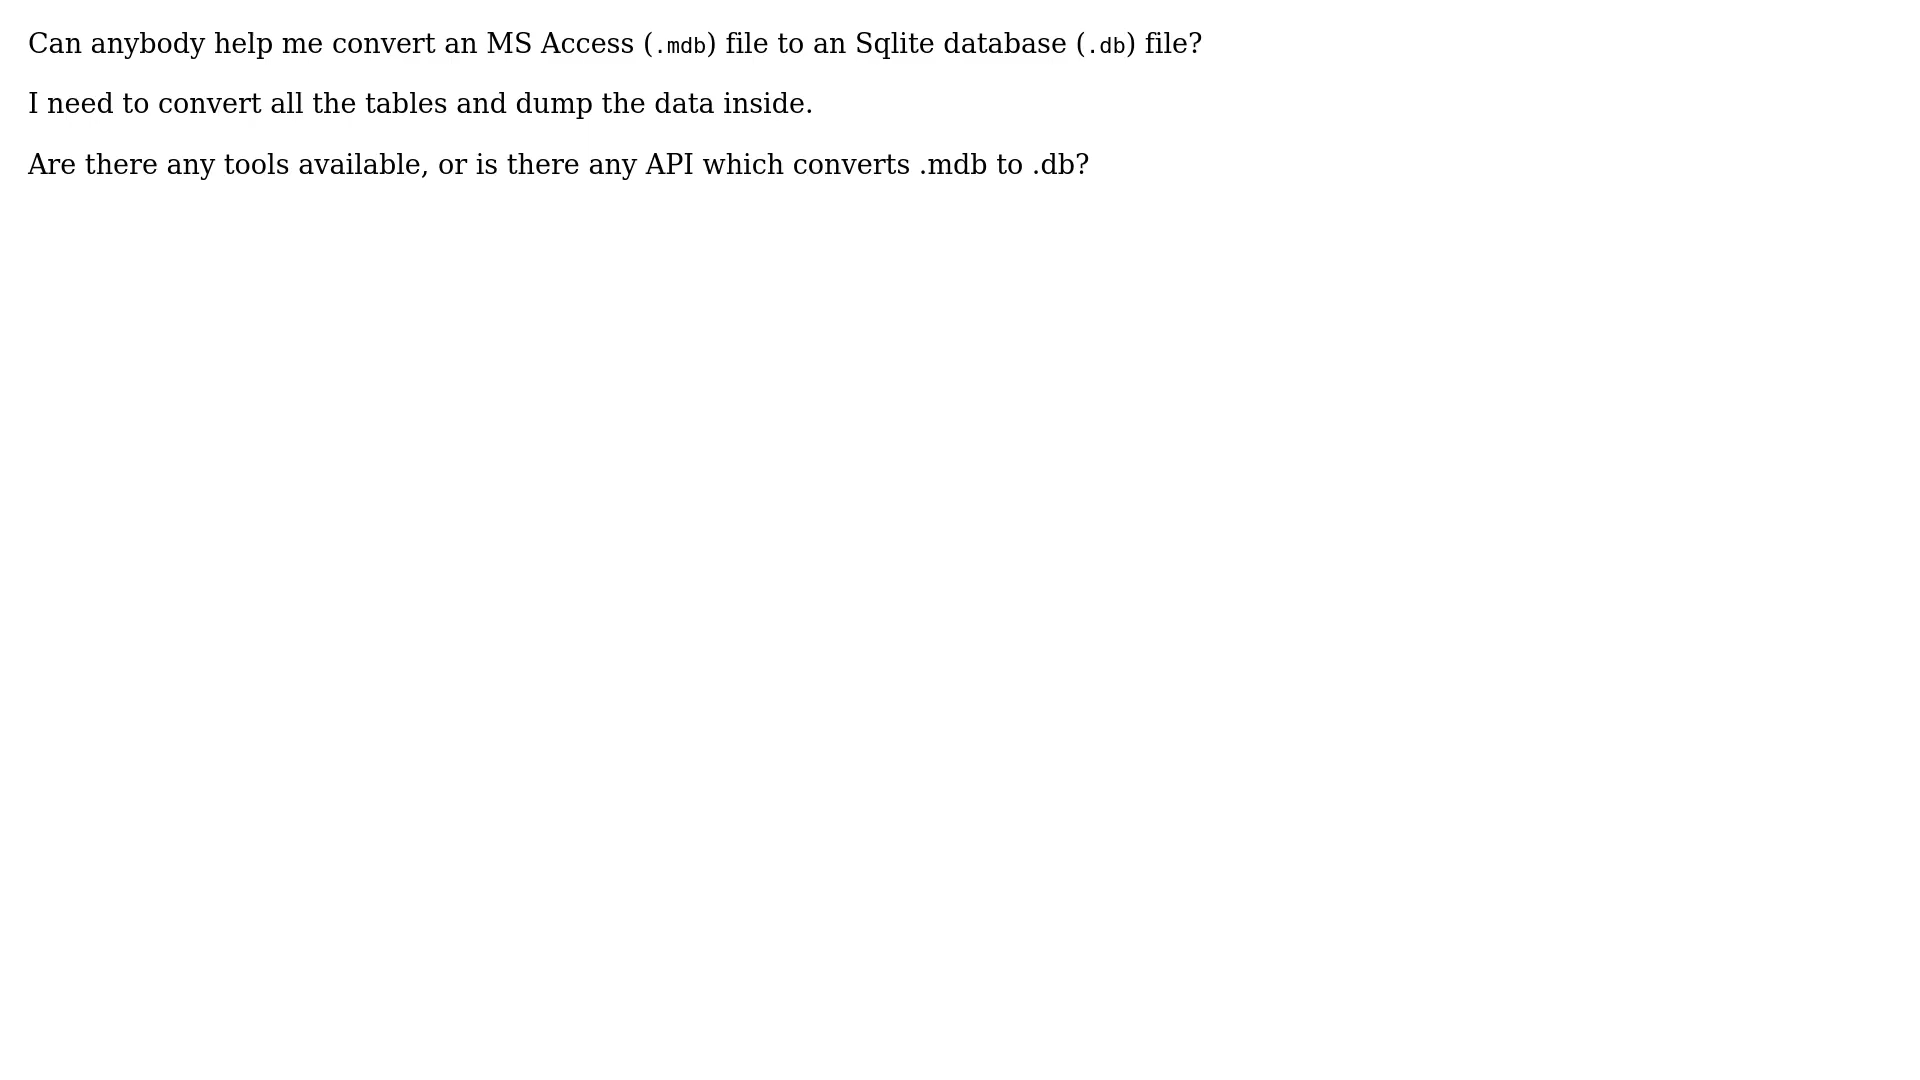 Can anybody help me convert an MS Access (.mdb) file to an Sqlite database (.db) file?
I need to convert all the tables and dump the data inside.
Are there any tools available, or is there any API which converts .mdb to .db?